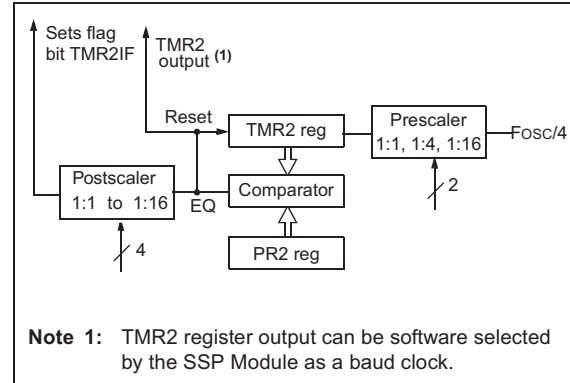 Sets flag
bit TMR2IF
TMR2
output (1)
Reset
TMR2 reg
Prescaler
1:1, 1:4, 1:16
FOSC/4
2
Postscaler
1:1 to 1:16
EQ
Comparator
4
PR2 reg
Note 1: TMR2 register output can be software selected
by the SSP Module as a baud clock.